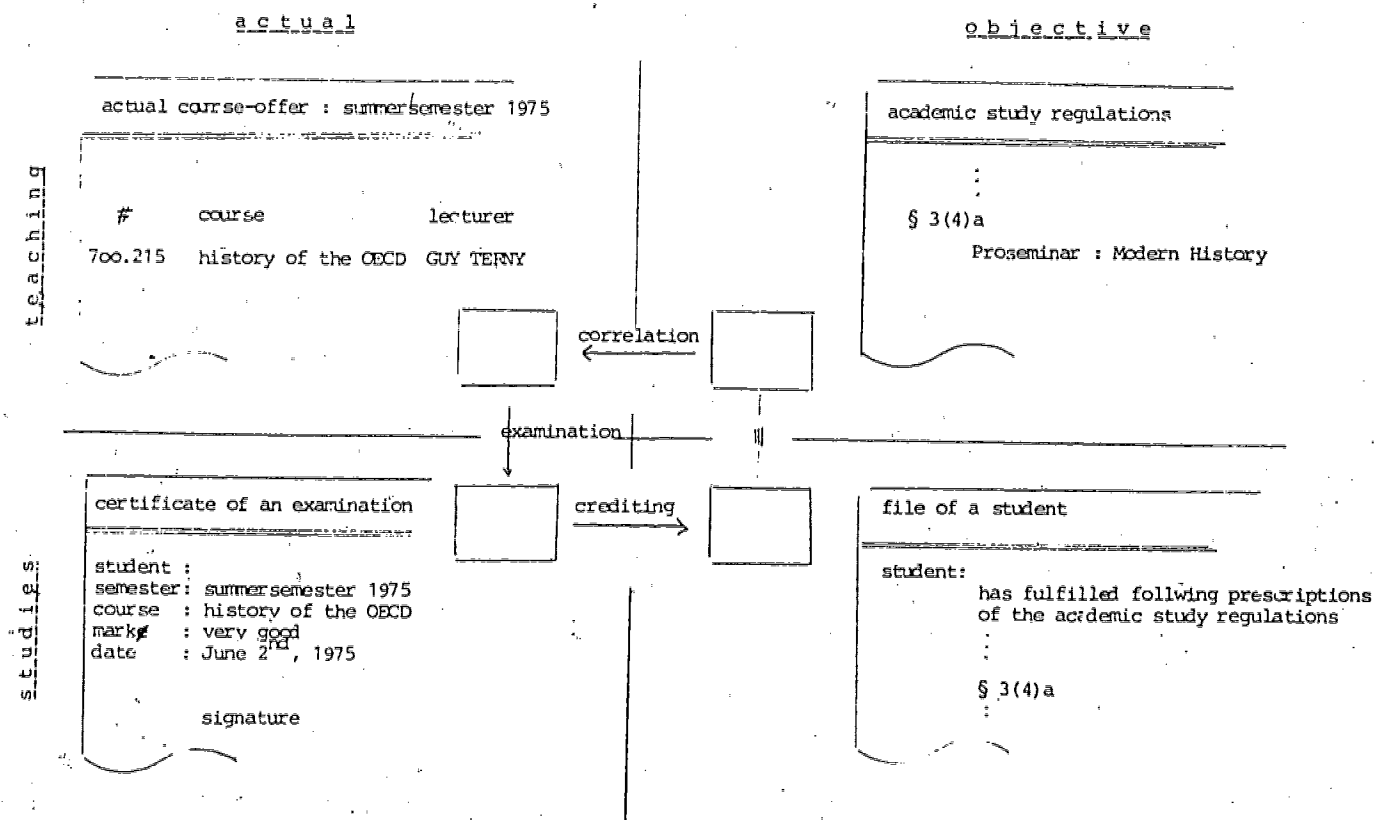 actual
objective
actual course-offer : summersemester 1975
academic study regulations
teaching
:
# course lecturer
§ 3(4)a
7oo.215 history of the OECD GUY TERNY
Proseminar : Modern History
correlation
examination
certificate of an examination
crediting
file of a student
studies
student :
semester: summersemester 1975
course : history of the OECD
mark : very good
date : June 2nd, 1975
signature
student:
has fulfilled follwing prescriptions
of the academic study regulations
:
§ 3(4)a
: